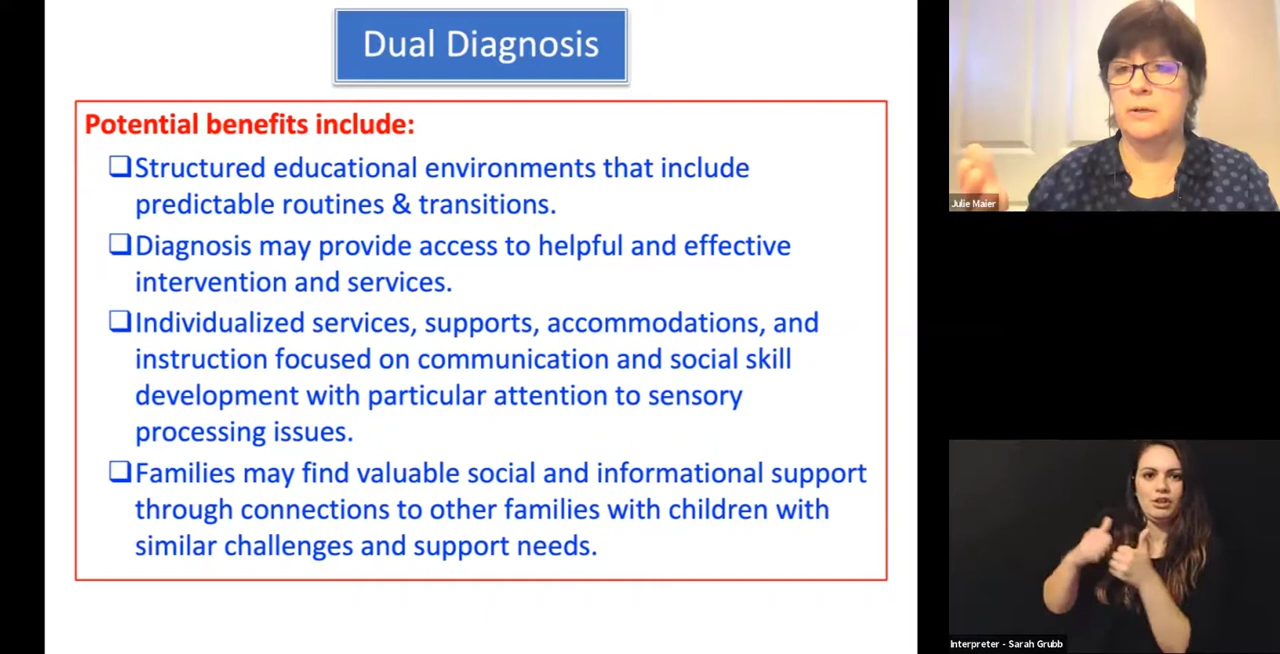 Dual Diagnosis
Potential benefits include:
❑Structured educational environments that include
predictable routines & transitions.
❑Diagnosis may provide access to helpful and effective
intervention and services.
❑Individualized services, supports, accommodations, and
instruction focused on communication and social skill
development with particular attention to sensory
processing issues.
❑Families may find valuable social and informational support
through connections to other families with children with
similar challenges and support needs.
Julie Maier
Interpreter - Sarah Grubb